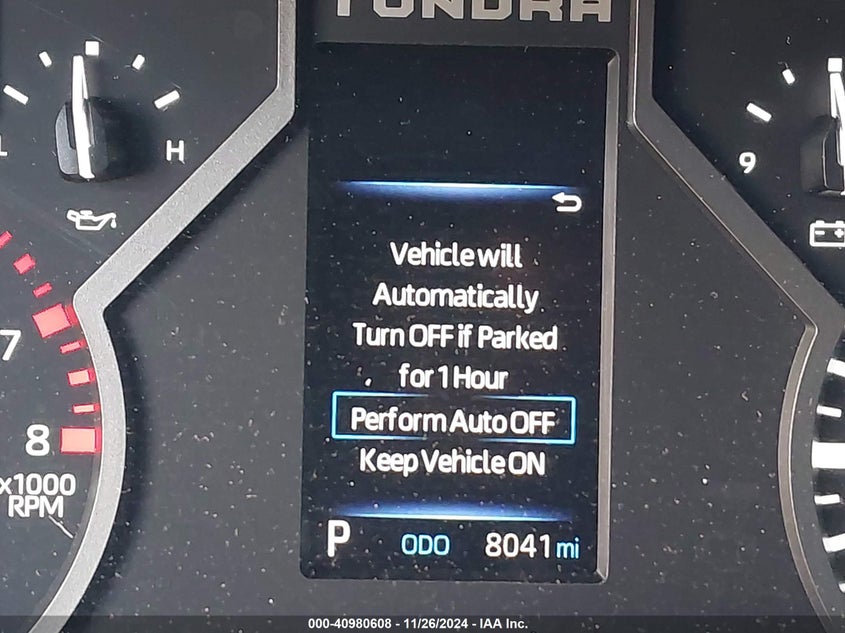 TUNDRA
L
H
9
7
8
x1000
RPM
Vehicle will
Automatically
Turn OFF if Parked
for 1 Hour
Perform Auto OFF
Keep Vehicle ON
P ODO 8041 mi
000-40980608 - 11/26/2024 - IAA Inc.